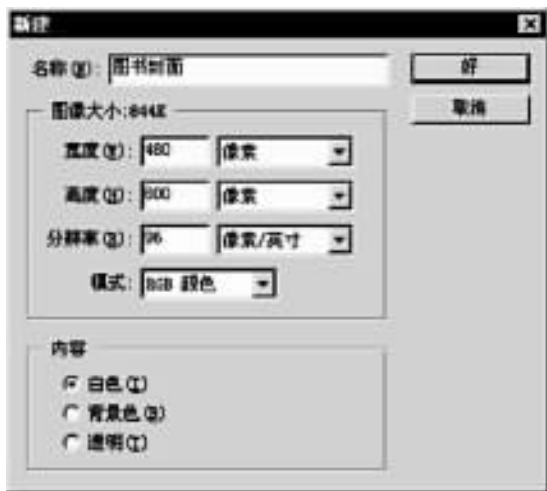 新建
名称(N): 图书封面
好
取消
图像大小:844K
宽度(W): 480 像素
高度(H): 600 像素
分辨率(R): 96 像素/英寸
模式: RGB 颜色
内容
白色
背景色
透明(T)